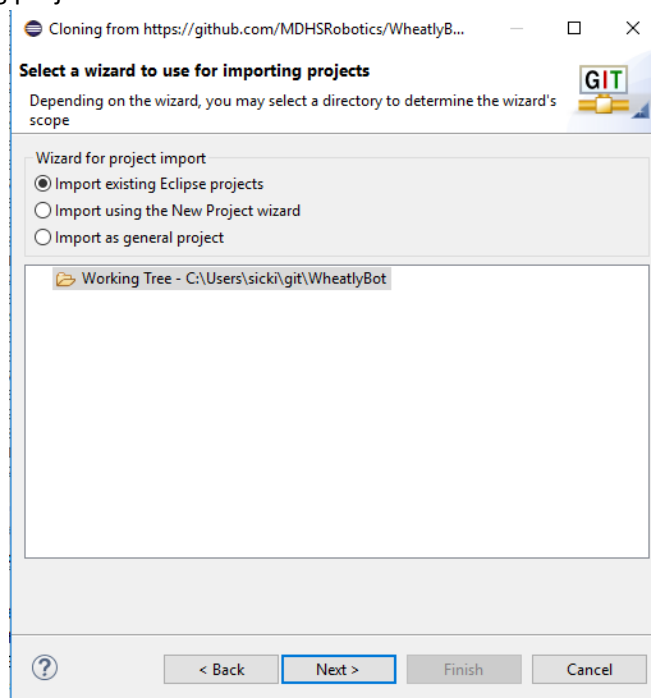 Cloning from https://github.com/MDHSRobotics/WheatlyB...
Select a wizard to use for importing projects
GIT
Depending on the wizard, you may select a directory to determine the wizard's
scope
Wizard for project import
Import existing Eclipse projects
Import using the New Project wizard
Import as general project
Working Tree - C:\Users\sicki\git\WheatlyBot
?
< Back
Next >
Finish
Cancel